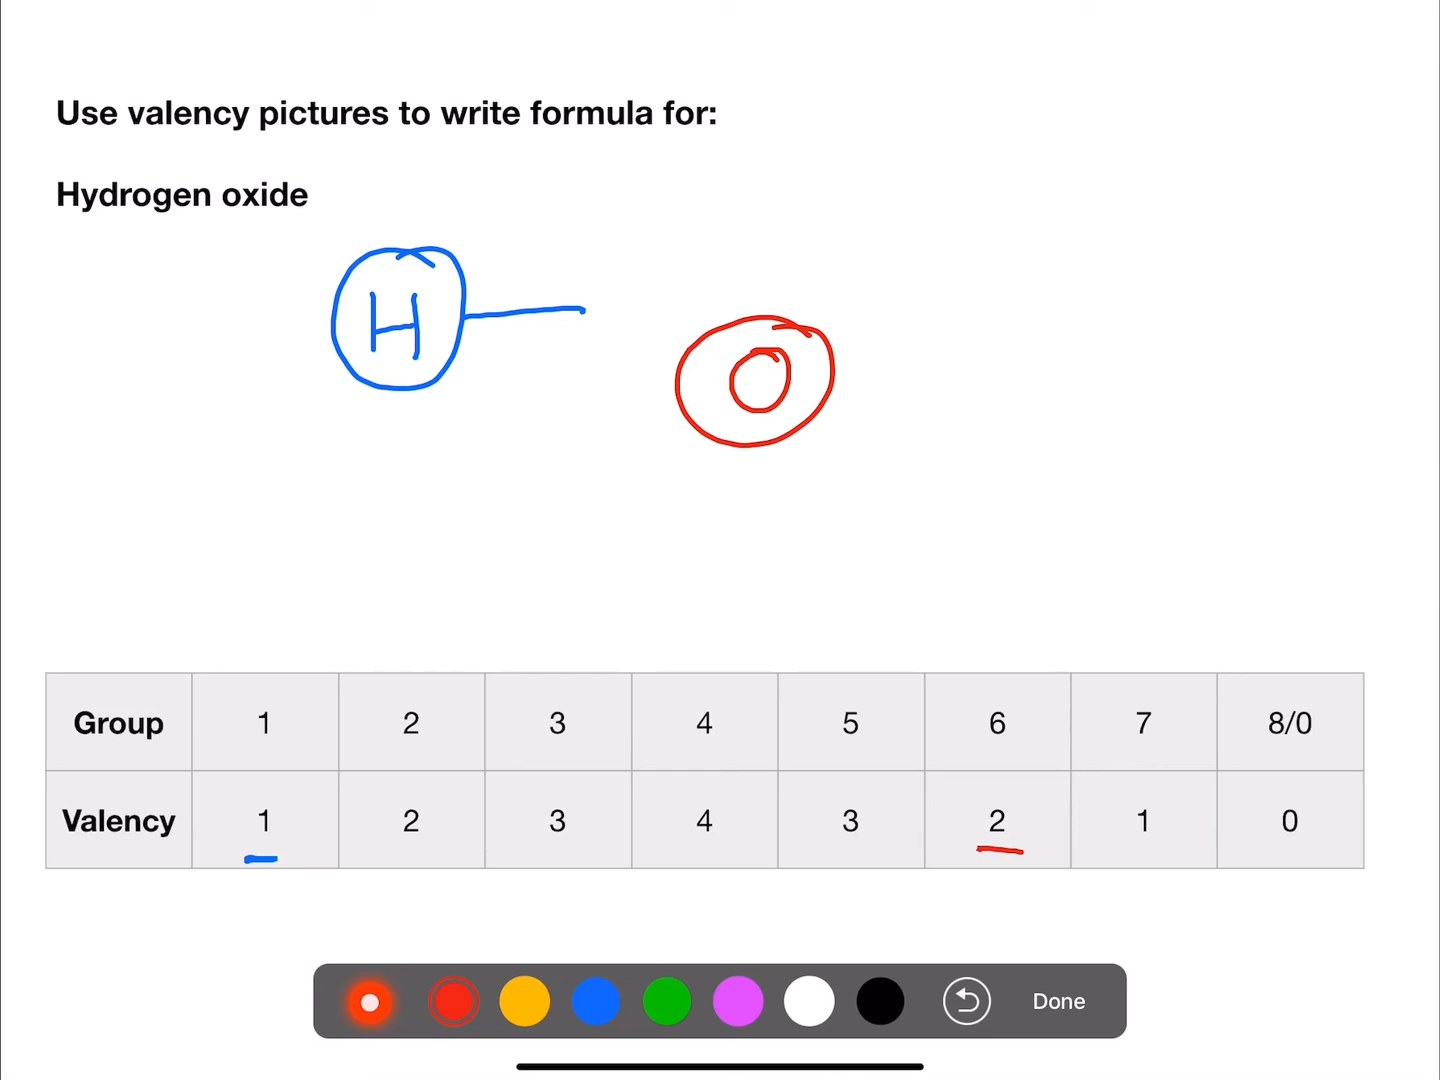 Use valency pictures to write formula for:
Hydrogen oxide
H
O
Group 1 2 3 4 5 6 7 8/0
Valency 1 2 3 4 3 2 1 0
Done